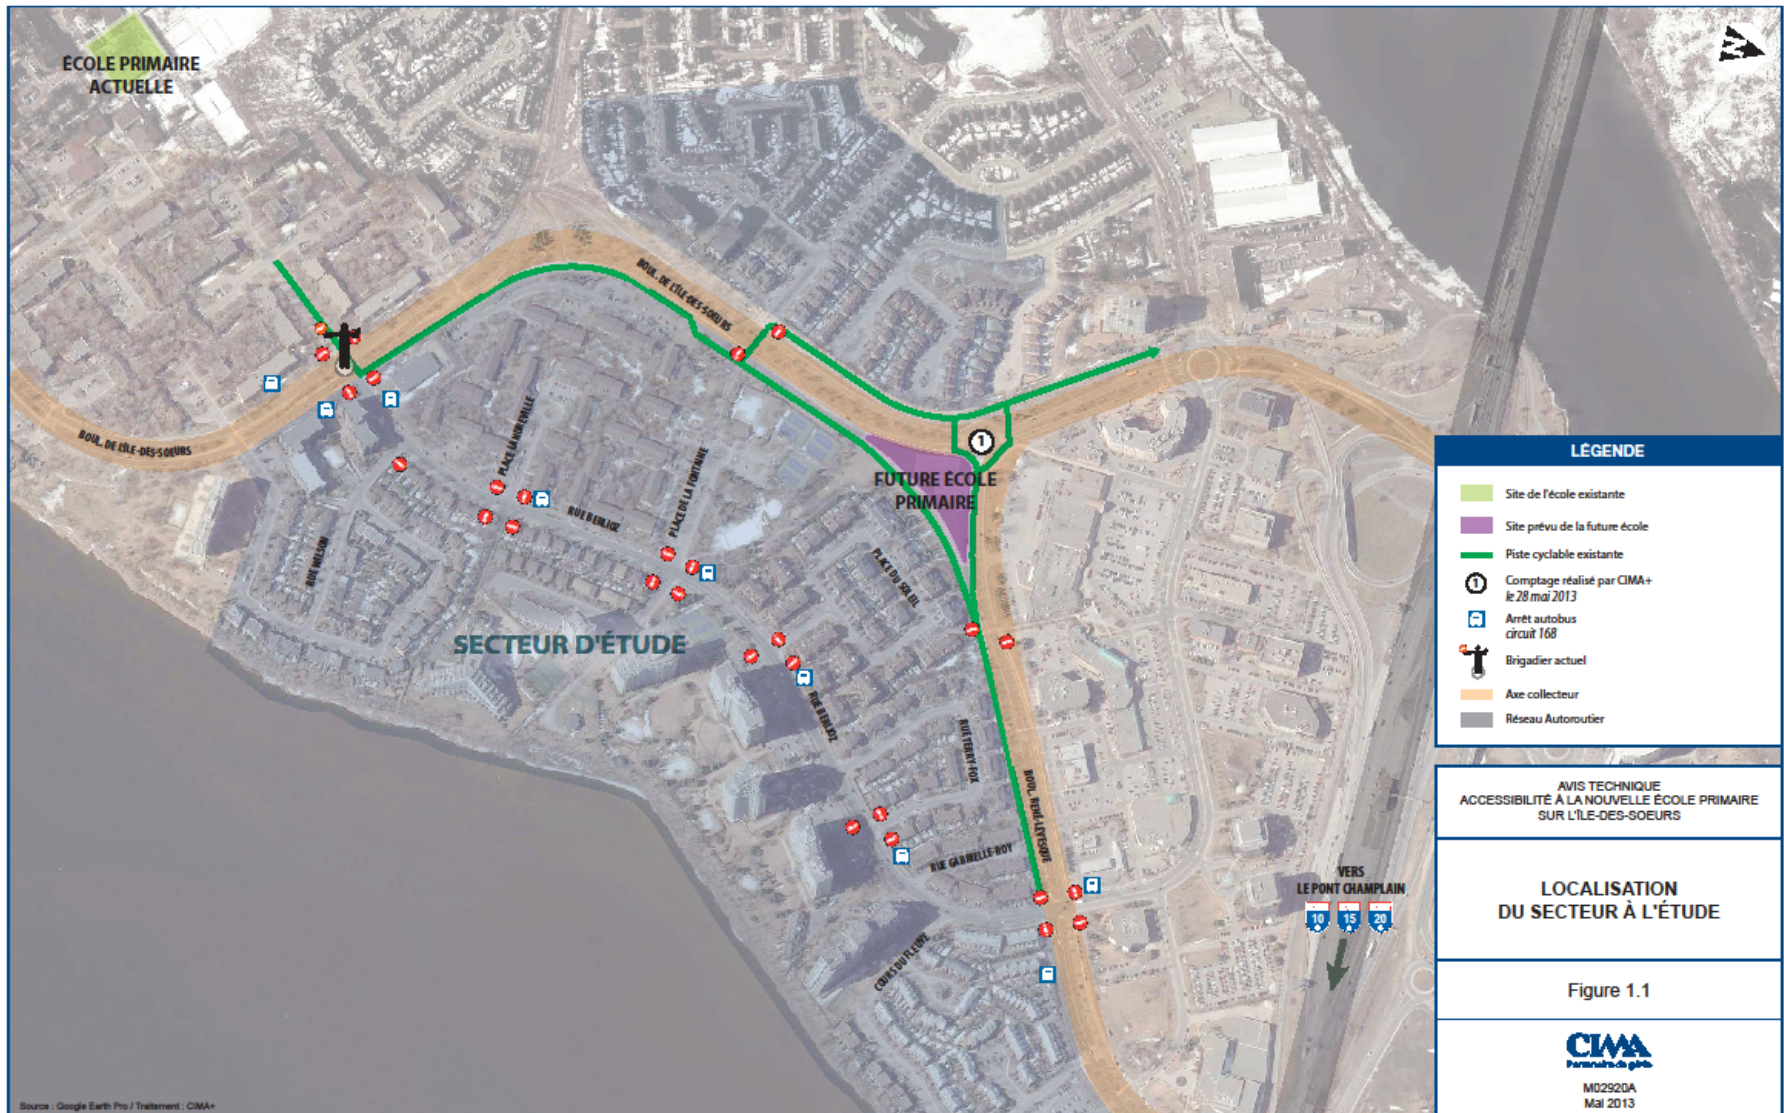 ÉCOLE PRIMAIRE
ACTUELLE
N
BOUL. DE L'ÎLE-DES-SOEURS
BOUL. DE L'ÎLE-DES-SOEURS
1
FUTURE ÉCOLE
PRIMAIRE
PLACE DE LA FONTAINE
RUE BERLIOZ
RUE WILSON
PLACE DU SOLEIL
SECTEUR D'ÉTUDE
RUE BERLIOZ
RUE TERRY-FOX
BOUL. RENÉ-LÉVESQUE
RUE GABRIELLE-ROY
COURS DU FLEUVE
VERS
LE PONT CHAMPLAIN
10 15 20
LÉGENDE
Site de l'école existante
Site prévu de la future école
Piste cyclable existante
1 Comptage réalisé par CIMA+
le 28 mai 2013
Arrêt autobus
circuit 168
Brigadier actuel
Axe collecteur
Réseau Autoroutier
AVIS TECHNIQUE
ACCESSIBILITÉ À LA NOUVELLE ÉCOLE PRIMAIRE
SUR L'ÎLE-DES-SOEURS
LOCALISATION
DU SECTEUR À L'ÉTUDE
Figure 1.1
CIMA
Partenaire de génie
M02920A
Mai 2013
Source : Google Earth Pro / Traitement : CIMA+